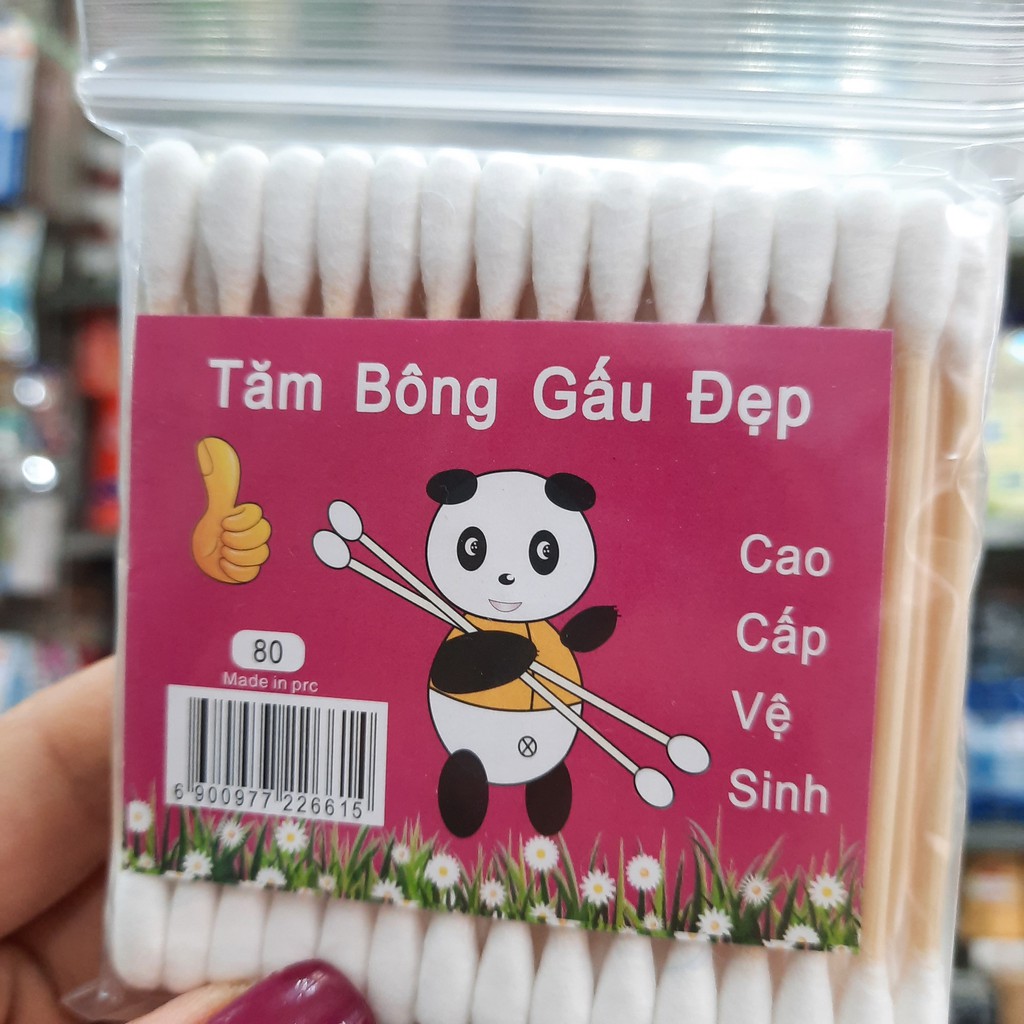 Tăm Bông Gấu Đẹp
Cao
Cấp
Vệ
Sinh
80
Made in prc
6 900977 226615